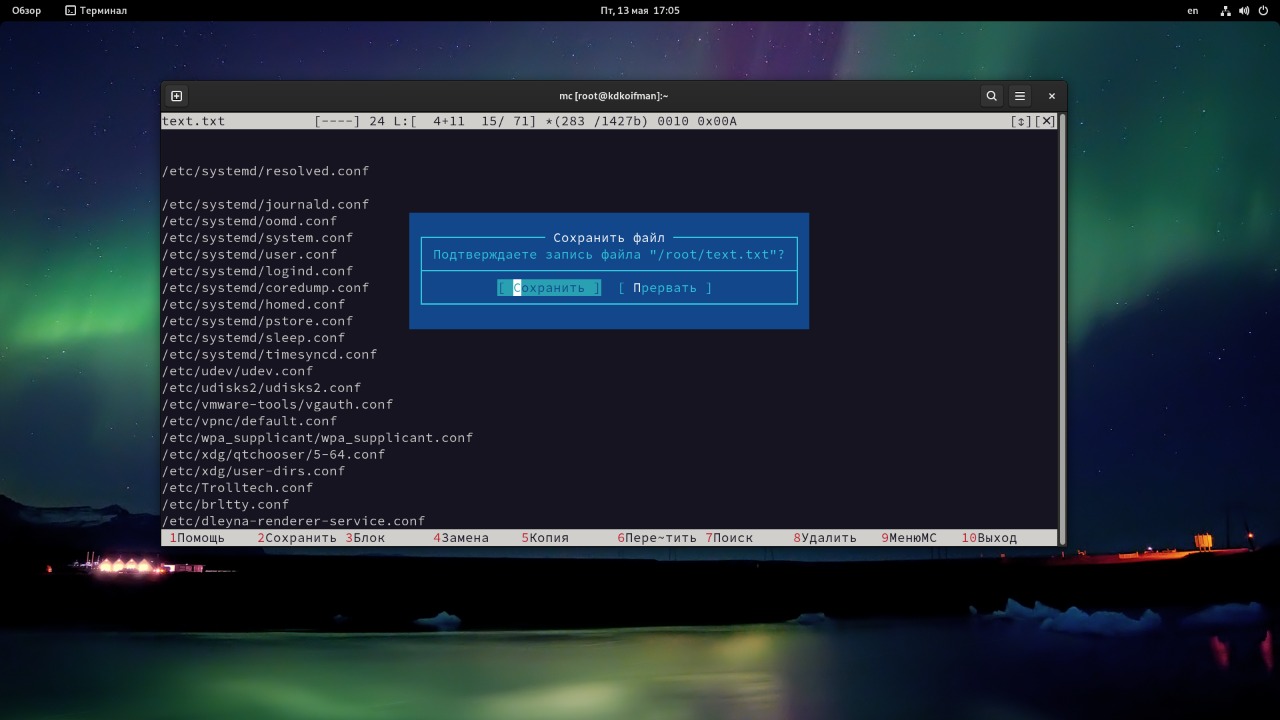 Обзор Терминал Пт, 13 мая 17:05 en
mc [root@kdkoifman]:~
text.txt [----] 24 L:[ 4+11 15/ 71] *(283 /1427b) 0010 0x00A [↕][X]
/etc/systemd/resolved.conf
/etc/systemd/journald.conf
/etc/systemd/oomd.conf
/etc/systemd/system.conf
/etc/systemd/user.conf
/etc/systemd/logind.conf
/etc/systemd/coredump.conf
/etc/systemd/homed.conf
/etc/systemd/pstore.conf
/etc/systemd/sleep.conf
/etc/systemd/timesyncd.conf
/etc/udev/udev.conf
/etc/udisks2/udisks2.conf
/etc/vmware-tools/vgauth.conf
/etc/vpnc/default.conf
/etc/wpa_supplicant/wpa_supplicant.conf
/etc/xdg/qtchooser/5-64.conf
/etc/xdg/user-dirs.conf
/etc/Trolltech.conf
/etc/brltty.conf
/etc/dleyna-renderer-service.conf
Сохранить файл
Подтверждаете запись файла "/root/text.txt"?
[ Сохранить ] [ Прервать ]
1Помощь 2Сохранить 3Блок 4Замена 5Копия 6Пере~тить 7Поиск 8Удалить 9МенюМС 10Выход